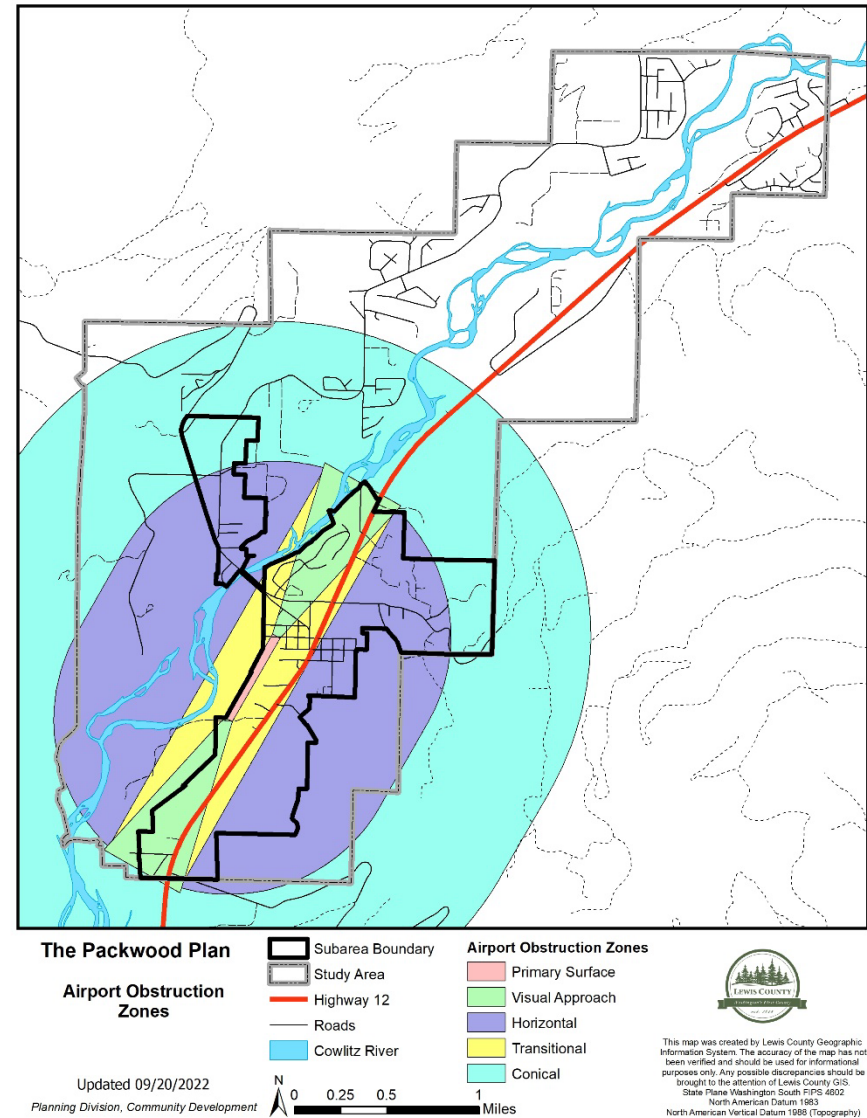 The Packwood Plan
Airport Obstruction
Zones
Updated 09/20/2022
Planning Division, Community Development
Subarea Boundary
Study Area
Highway 12
Roads
Cowlitz River
N
0 0.25 0.5 1
Miles
Airport Obstruction Zones
Primary Surface
Visual Approach
Horizontal
Transitional
Conical
LEWIS COUNTY
This map was created by Lewis County Geographic
Information System. The accuracy of the map has not
been verified and should be used for informational
purposes only. Any possible discrepancies should be
brought to the attention of Lewis County GIS.
State Plane Washington South FIPS 4602
North American Datum 1983
North American Vertical Datum 1988 (Topography)